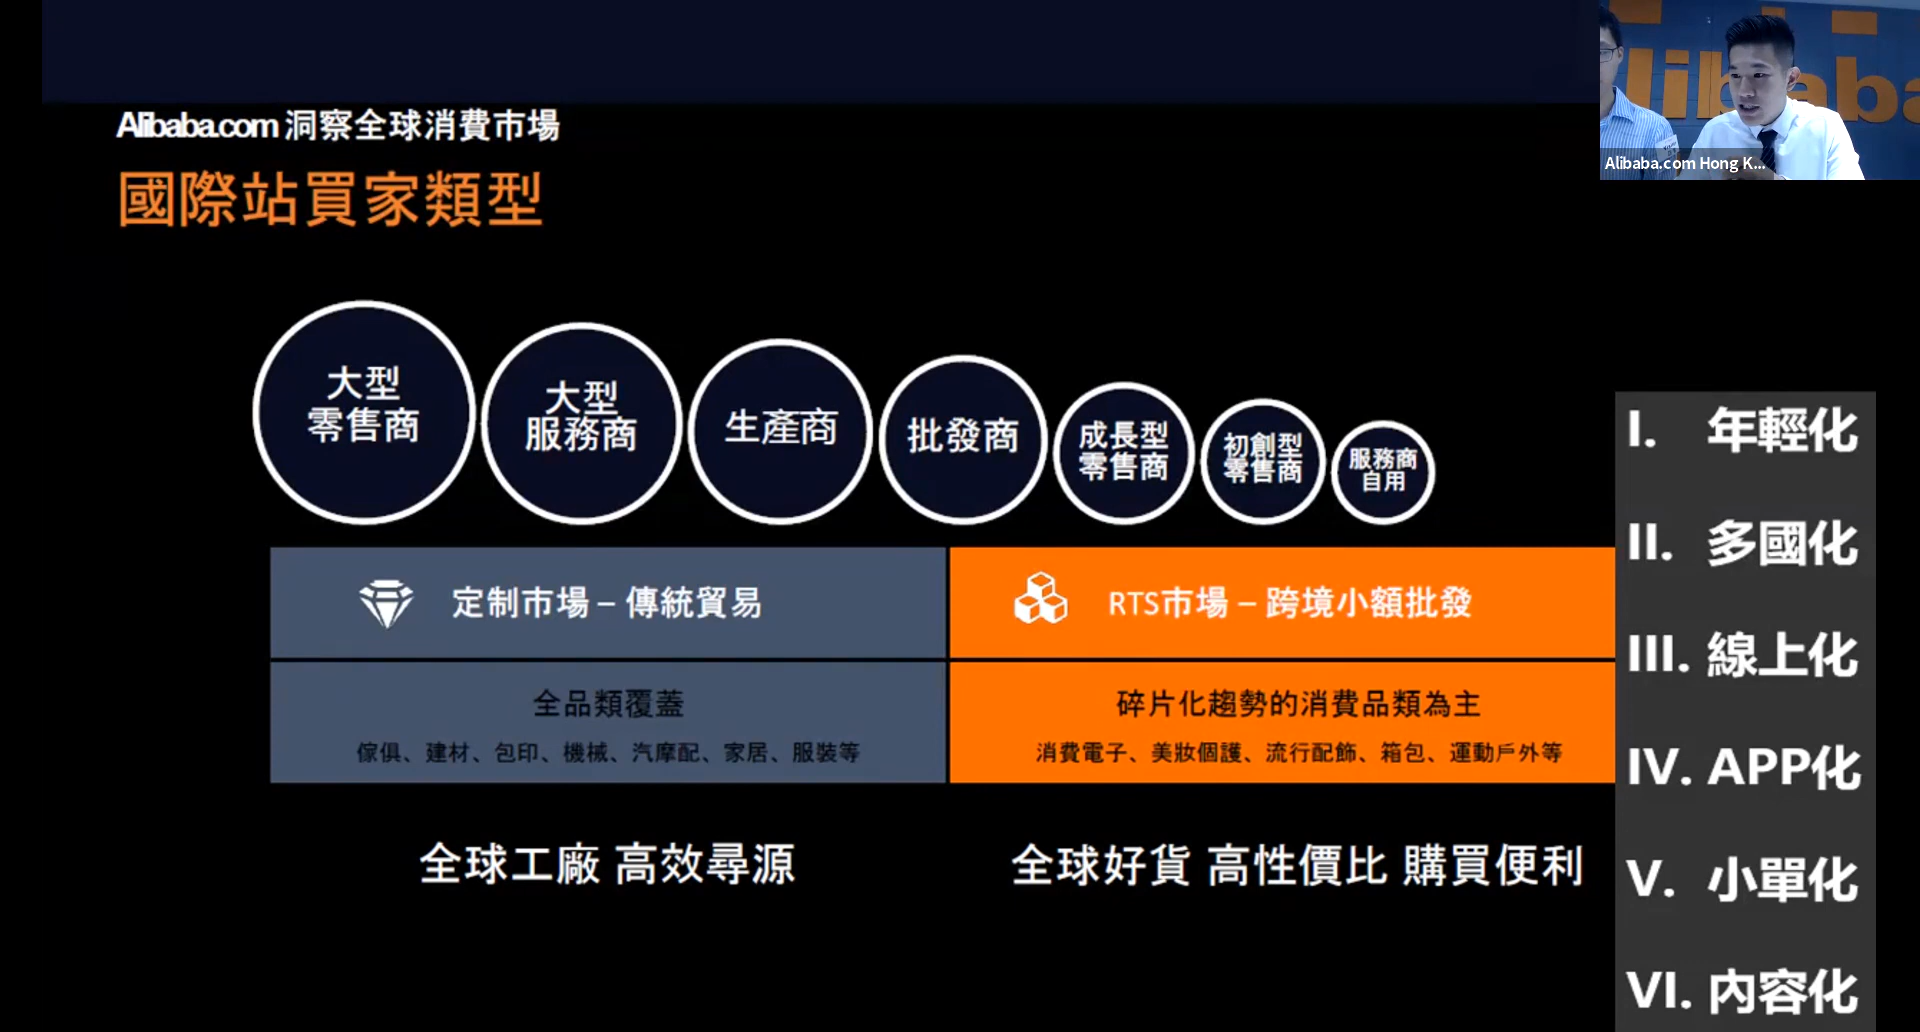 Alibaba.com 洞察全球消費市場
國際站買家類型
libaba
Alibaba.com Hong K...
大型
零售商
大型
服務商
生產商
批發商
成長型
零售商
初創型
零售商
服務商
自用
定制市場 – 傳統貿易
RTS市場 – 跨境小額批發
全品類覆蓋
傢俱、建材、包印、機械、汽摩配、家居、服裝等
碎片化趨勢的消費品類為主
消費電子、美妝個護、流行配飾、箱包、運動戶外等
全球工廠 高效尋源
全球好貨 高性價比 購買便利
I. 年輕化
II. 多國化
III. 線上化
IV. APP化
V. 小單化
VI. 內容化